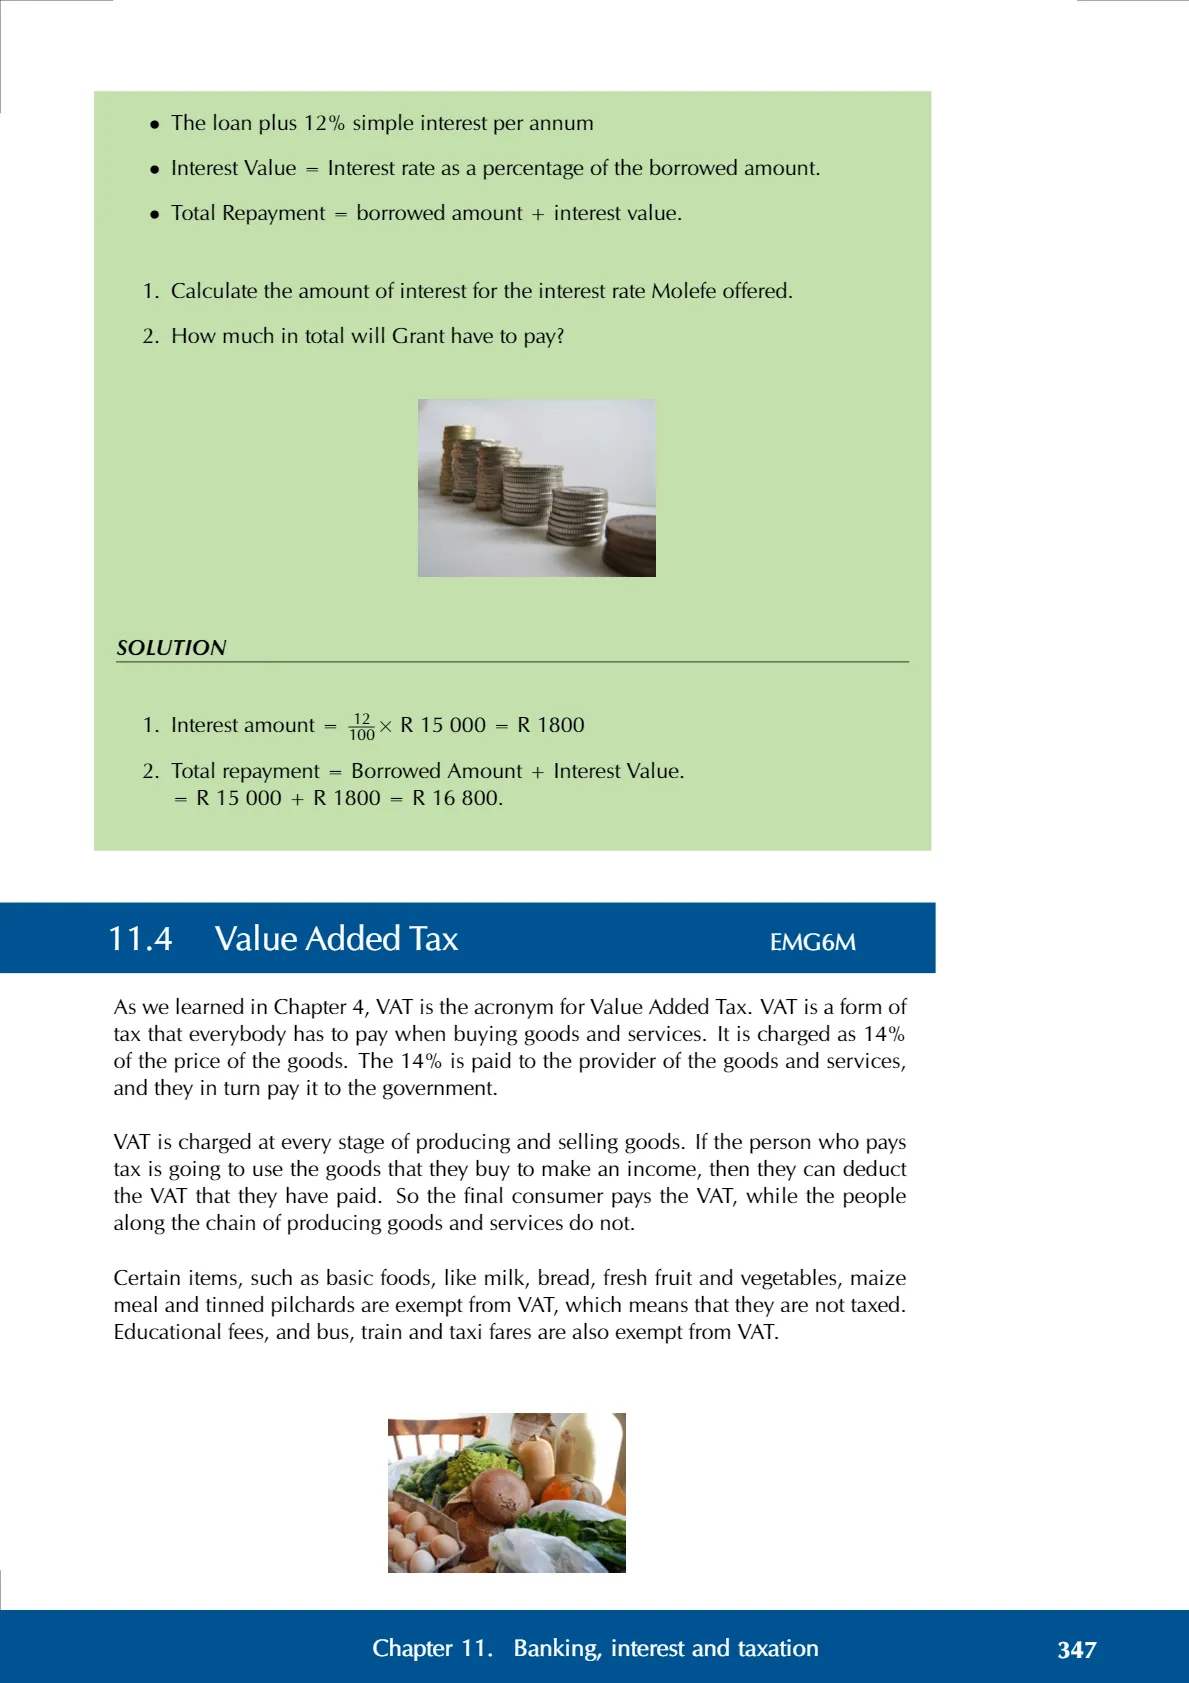 • The loan plus 12% simple interest per annum
• Interest Value = Interest rate as a percentage of the borrowed amount.
• Total Repayment = borrowed amount + interest value.
1. Calculate the amount of interest for the interest rate Molefe offered.
2. How much in total will Grant have to pay?
SOLUTION
1. Interest amount = 12/100 × R 15 000 = R 1800
2. Total repayment = Borrowed Amount + Interest Value.
= R 15 000 + R 1800 = R 16 800.
11.4 Value Added Tax EMG6M
As we learned in Chapter 4, VAT is the acronym for Value Added Tax. VAT is a form of
tax that everybody has to pay when buying goods and services. It is charged as 14%
of the price of the goods. The 14% is paid to the provider of the goods and services,
and they in turn pay it to the government.
VAT is charged at every stage of producing and selling goods. If the person who pays
tax is going to use the goods that they buy to make an income, then they can deduct
the VAT that they have paid. So the final consumer pays the VAT, while the people
along the chain of producing goods and services do not.
Certain items, such as basic foods, like milk, bread, fresh fruit and vegetables, maize
meal and tinned pilchards are exempt from VAT, which means that they are not taxed.
Educational fees, and bus, train and taxi fares are also exempt from VAT.
Chapter 11. Banking, interest and taxation 347